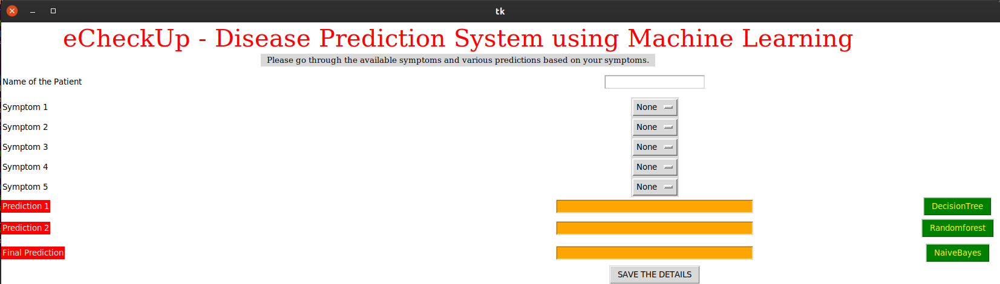 tk
eCheckUp - Disease Prediction System using Machine Learning
Please go through the available symptoms and various predictions based on your symptoms.
Name of the Patient
Symptom 1 None
Symptom 2 None
Symptom 3 None
Symptom 4 None
Symptom 5 None
Prediction 1 DecisionTree
Prediction 2 Randomforest
Final Prediction NaiveBayes
SAVE THE DETAILS